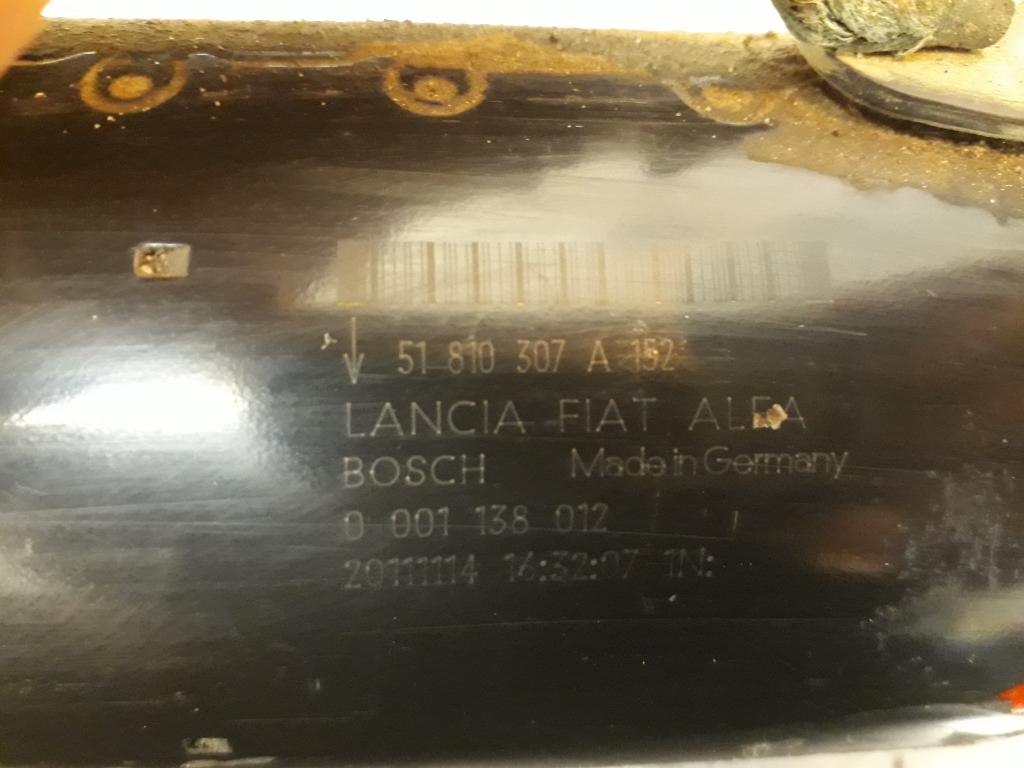 51 810 307 A 152
LANCIA FIAT ALFA
BOSCH Made in Germany
0 001 138 012
20111114 16:32:07 1N: